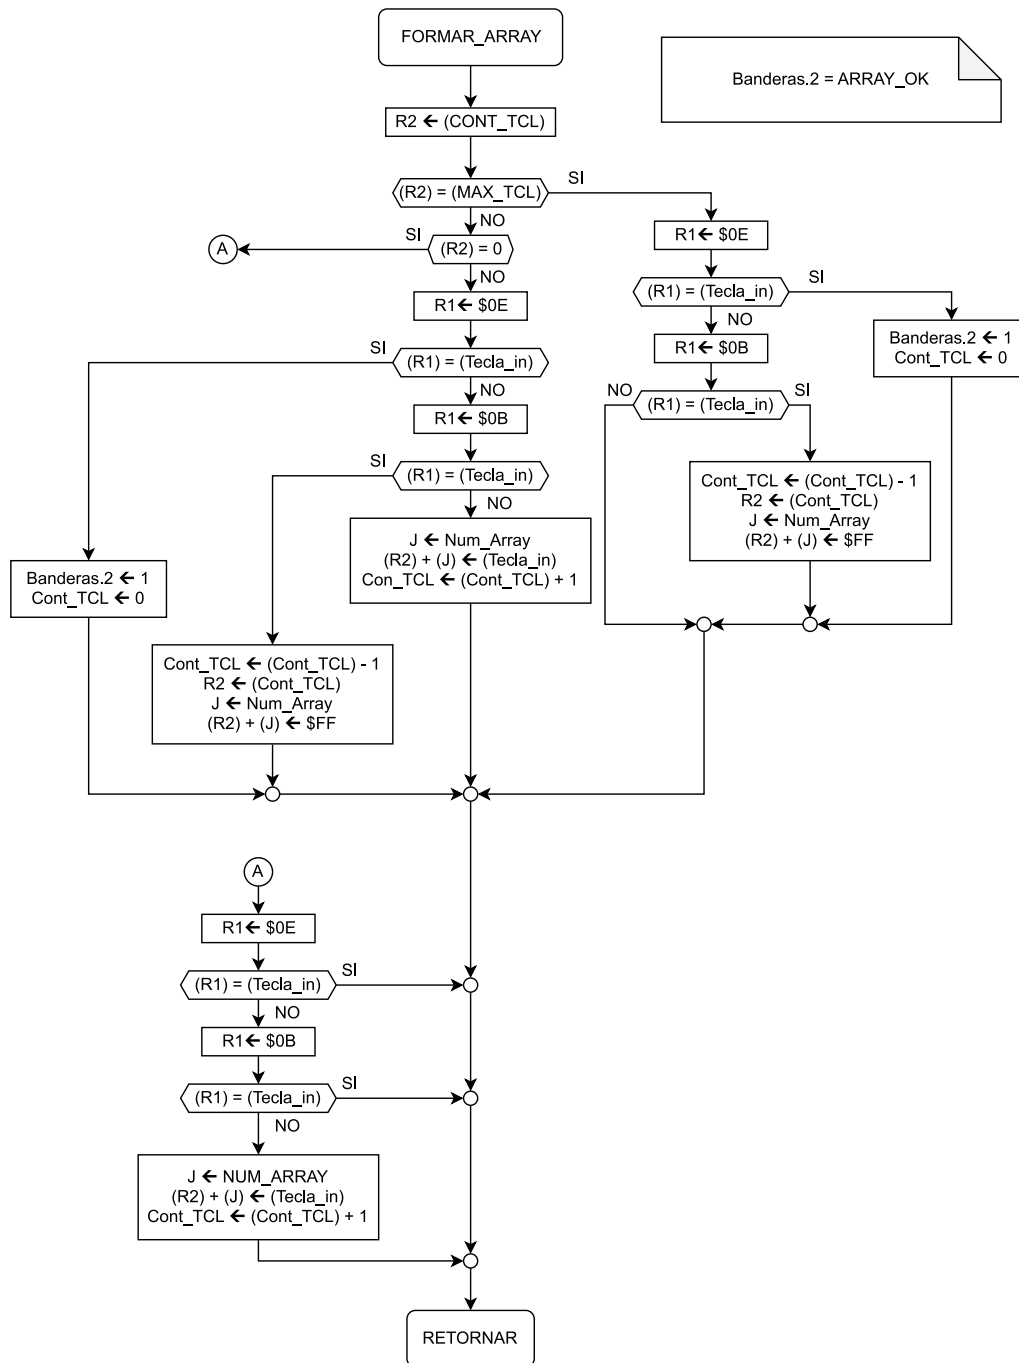 FORMAR_ARRAY
Banderas.2 = ARRAY_OK
R2 ← (CONT_TCL)
(R2) = (MAX_TCL)
SI
NO
R1← $0E
SI
A
(R2) = 0
NO
R1← $0E
(R1) = (Tecla_in)
SI
NO
Banderas.2 ← 1
Cont_TCL ← 0
R1← $0B
SI
(R1) = (Tecla_in)
NO
NO
(R1) = (Tecla_in)
SI
R1← $0B
SI
(R1) = (Tecla_in)
NO
Cont_TCL ← (Cont_TCL) - 1
R2 ← (Cont_TCL)
J ← Num_Array
(R2) + (J) ← $FF
J ← Num_Array
(R2) + (J) ← (Tecla_in)
Con_TCL ← (Cont_TCL) + 1
Banderas.2 ← 1
Cont_TCL ← 0
Cont_TCL ← (Cont_TCL) - 1
R2 ← (Cont_TCL)
J ← Num_Array
(R2) + (J) ← $FF
A
R1← $0E
(R1) = (Tecla_in)
SI
NO
R1← $0B
(R1) = (Tecla_in)
SI
NO
J ← NUM_ARRAY
(R2) + (J) ← (Tecla_in)
Cont_TCL ← (Cont_TCL) + 1
RETORNAR